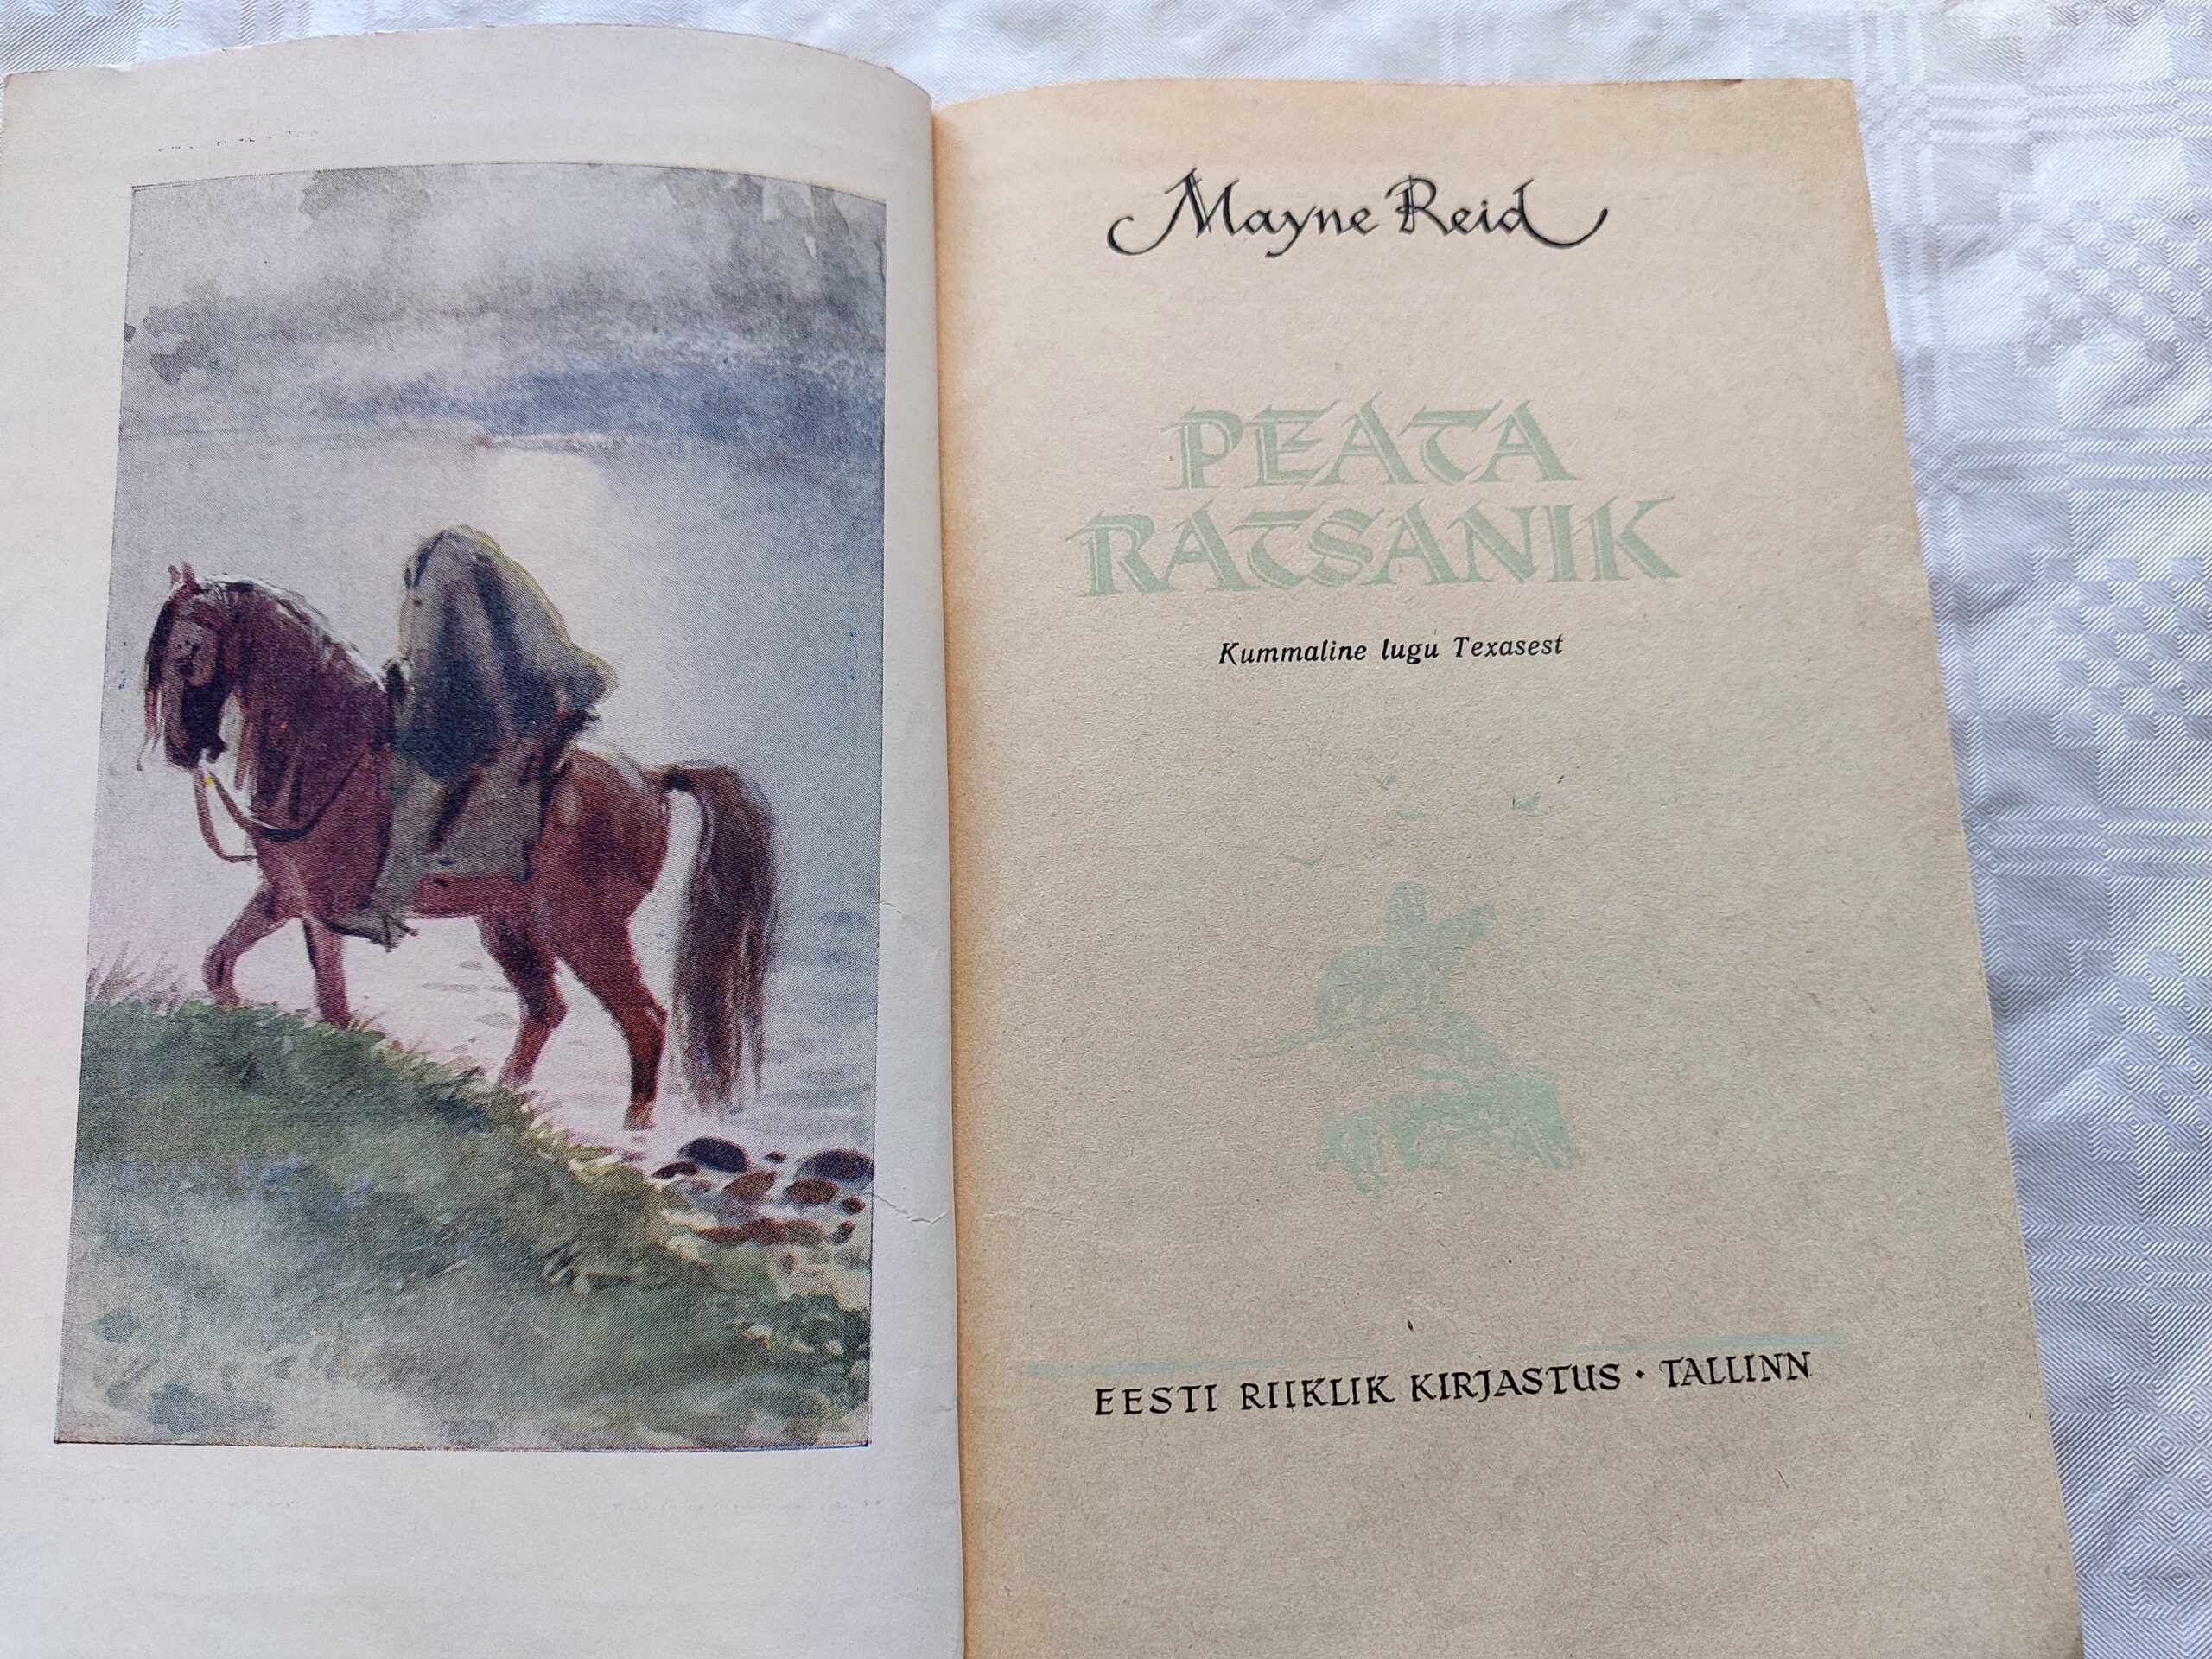 Mayne Reid
PEATA
RATSANIK
Kummaline lugu Texasest
EESTI RIIKLIK KIRJASTUS • TALLINN